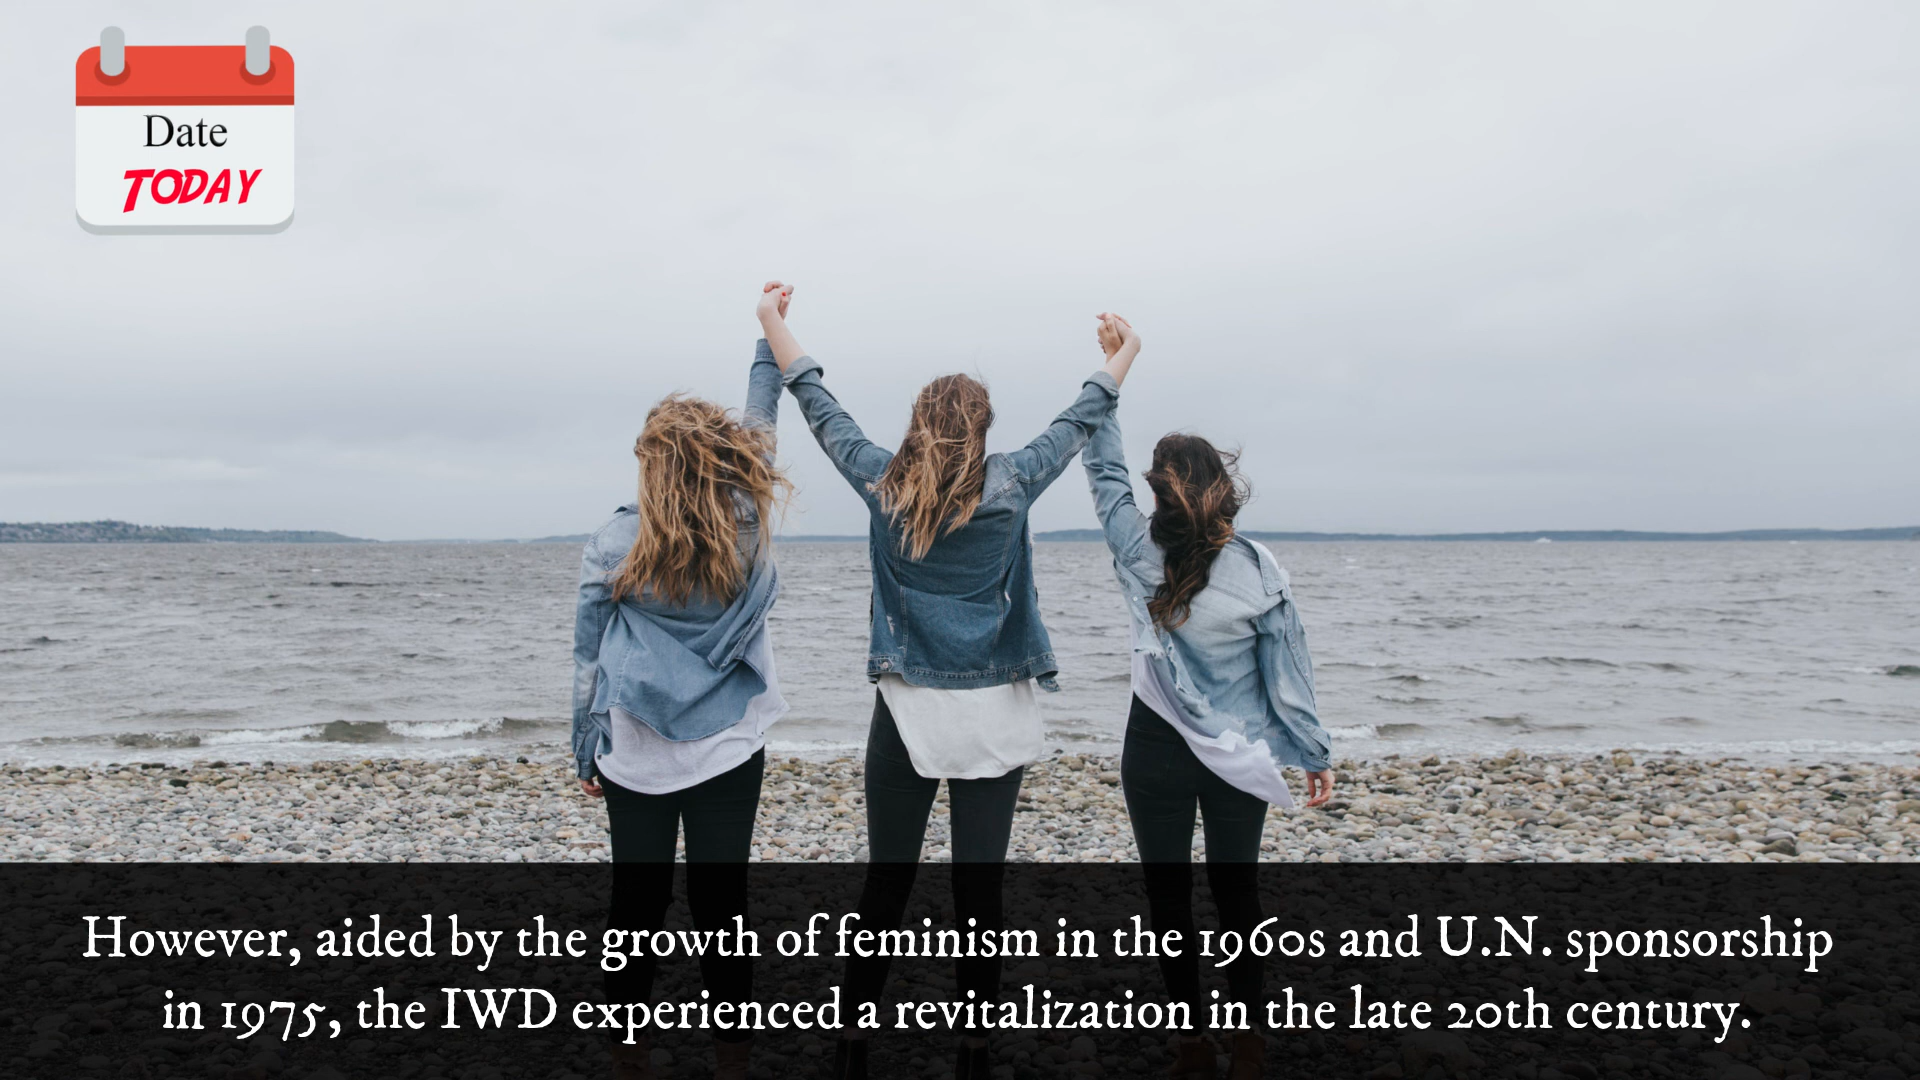 Date
TODAY
However, aided by the growth of feminism in the 1960s and U.N. sponsorship
in 1975, the IWD experienced a revitalization in the late 20th century.